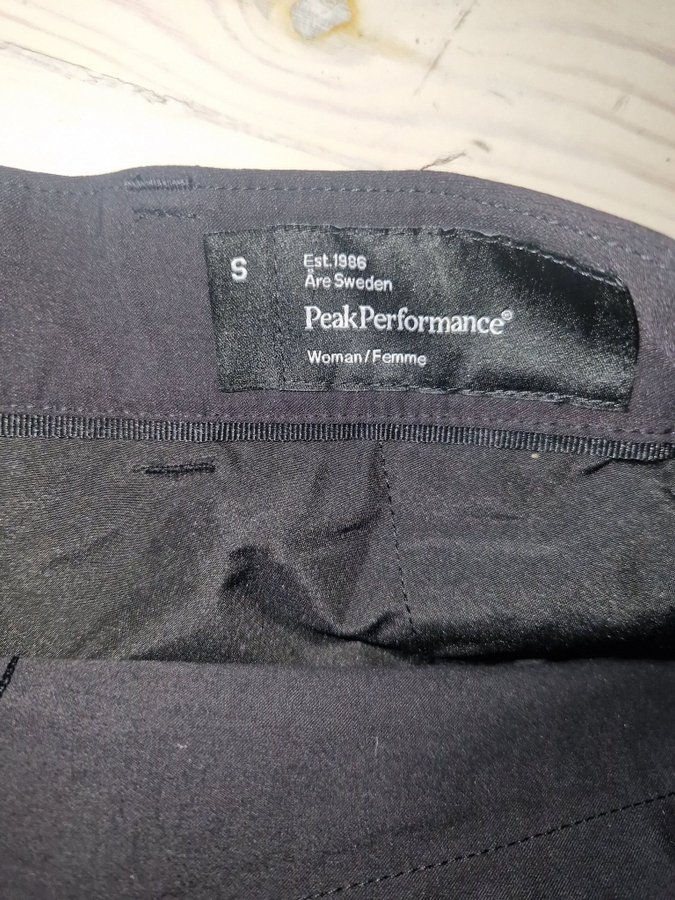 S
Est.1986
Åre Sweden
PeakPerformance®
Woman/Femme